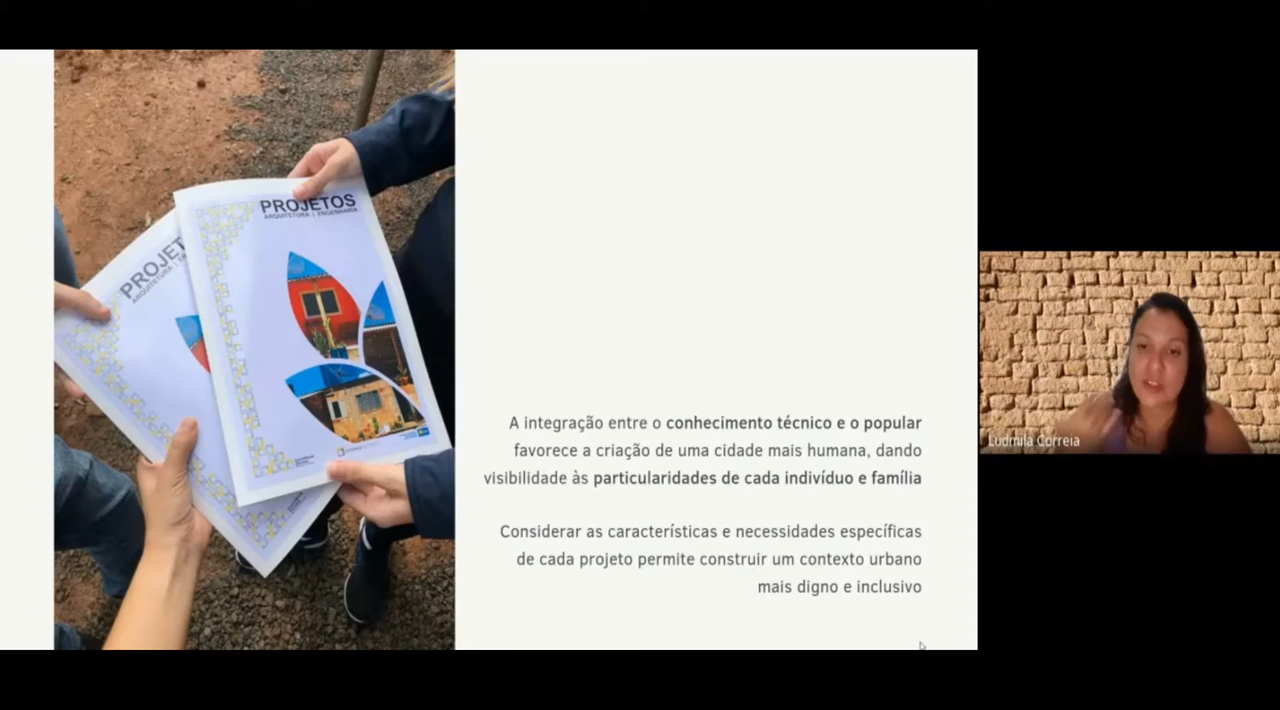 PROJETOS
ARQUITETURA | ENGENHARIA
PROJET
ARQUITETURA | E
A integração entre o conhecimento técnico e o popular
favorece a criação de uma cidade mais humana, dando
visibilidade às particularidades de cada indivíduo e família
Considerar as características e necessidades específicas
de cada projeto permite construir um contexto urbano
mais digno e inclusivo
Ludmila Correia